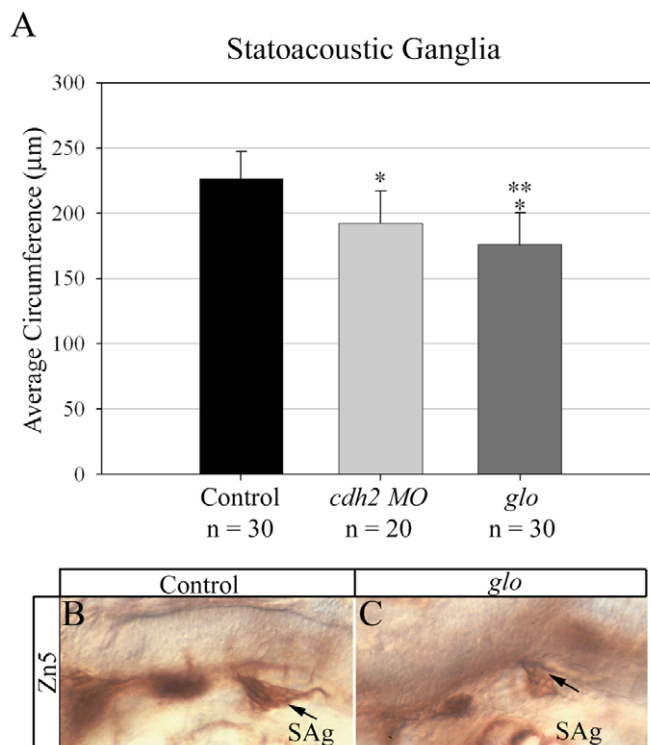 A
Statoacoustic Ganglia
Average Circumference (µm)
300
250
200
150
100
50
0
*
**
*
Control
cdh2 MO
glo
n = 30
n = 20
n = 30
Control
glo
Zn5
B
C
SAg
SAg